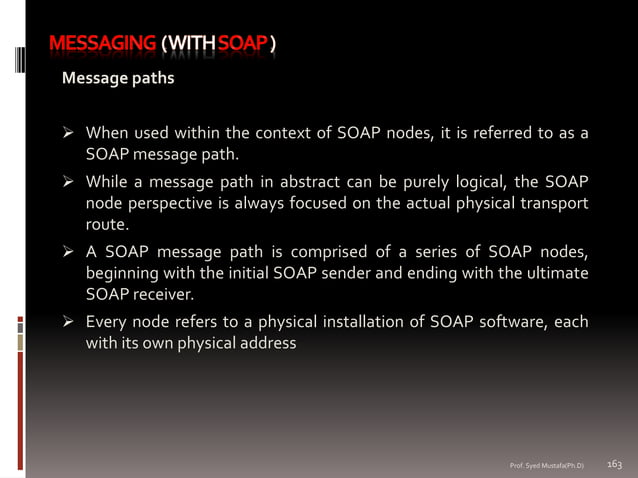 MESSAGING (WITH SOAP)
Message paths
➢ When used within the context of SOAP nodes, it is referred to as a
SOAP message path.
➢ While a message path in abstract can be purely logical, the SOAP
node perspective is always focused on the actual physical transport
route.
➢ A SOAP message path is comprised of a series of SOAP nodes,
beginning with the initial SOAP sender and ending with the ultimate
SOAP receiver.
➢ Every node refers to a physical installation of SOAP software, each
with its own physical address
Prof. Syed Mustafa(Ph.D) 163